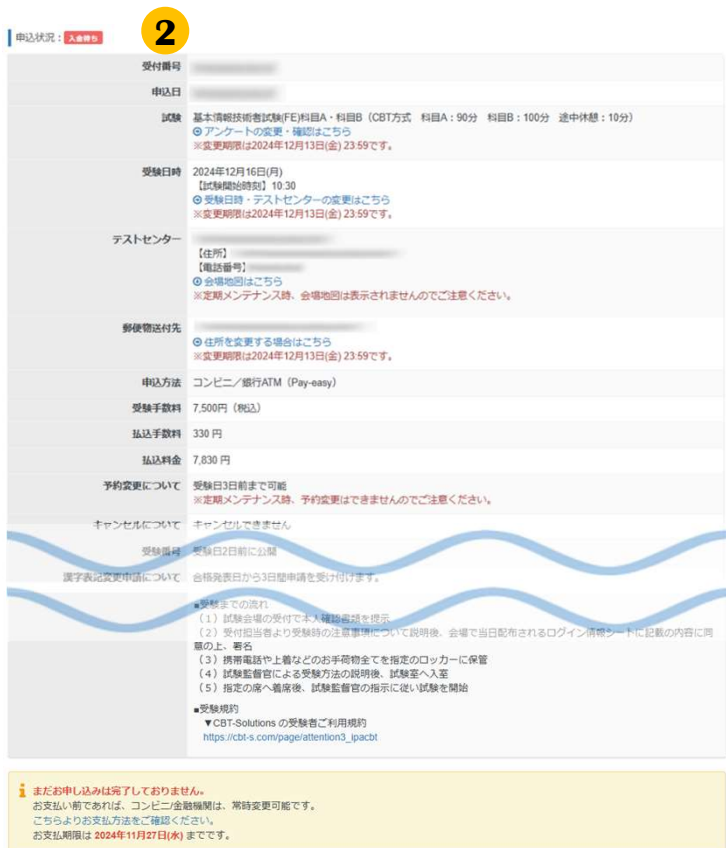 申込状況：入金待ち
2
受付番号
申込日
試験 基本情報技術者試験(FE)科目A・科目B（CBT方式　科目A：90分　科目B：100分　途中休憩：10分）
アンケートの変更・確認はこちら
※変更期限は2024年12月13日(金) 23:59です。
受験日時 2024年12月16日(月)
【試験開始時刻】10:30
受験日時・テストセンターの変更はこちら
※変更期限は2024年12月13日(金) 23:59です。
テストセンター
【住所】
【電話番号】
会場地図はこちら
※定期メンテナンス時、会場地図は表示されませんのでご注意ください。
郵便物送付先
住所を変更する場合はこちら
※変更期限は2024年12月13日(金) 23:59です。
申込方法 コンビニ／銀行ATM（Pay-easy）
受験手数料 7,500円（税込）
払込手数料 330 円
払込料金 7,830 円
予約変更について 受験日3日前まで可能
※定期メンテナンス時、予約変更はできませんのでご注意ください。
キャンセルについて キャンセルできません
受験番号 受験日2日前に公開
漢字表記変更申請について 合格発表日から3日間申請を受け付けます。
■受験までの流れ
（1）試験会場の受付で本人確認書類を提示
（2）受付担当者より受験時の注意事項について説明後、会場で当日配布されるログイン情報シートに記載の内容に同
意の上、署名
（3）携帯電話や上着などのお手荷物全てを指定のロッカーに保管
（4）試験監督官による受験方法の説明後、試験室へ入室
（5）指定の席へ着席後、試験監督官の指示に従い試験を開始
■受験規約
▼CBT-Solutions の受験者ご利用規約
https://cbt-s.com/page/attention3_ipacbt
まだお申し込みは完了しておりません。
お支払い前であれば、コンビニ/金融機関は、常時変更可能です。
こちらよりお支払方法をご確認ください。
お支払期限は 2024年11月27日(水) までです。